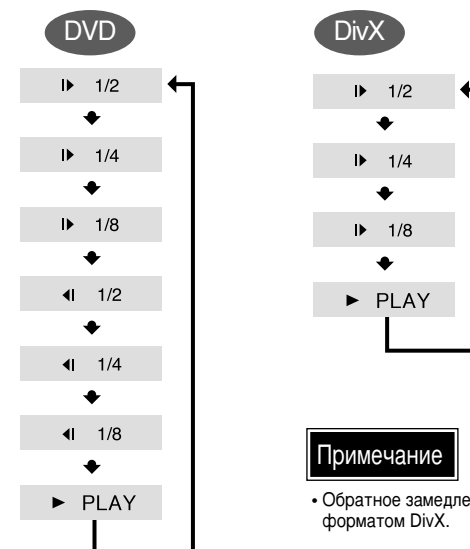 DVD
I▶ 1/2
I▶ 1/4
I▶ 1/8
◀I 1/2
◀I 1/4
◀I 1/8
► PLAY
DivX
I▶ 1/2
I▶ 1/4
I▶ 1/8
► PLAY
Примечание
• Обратное
форматом DivX.